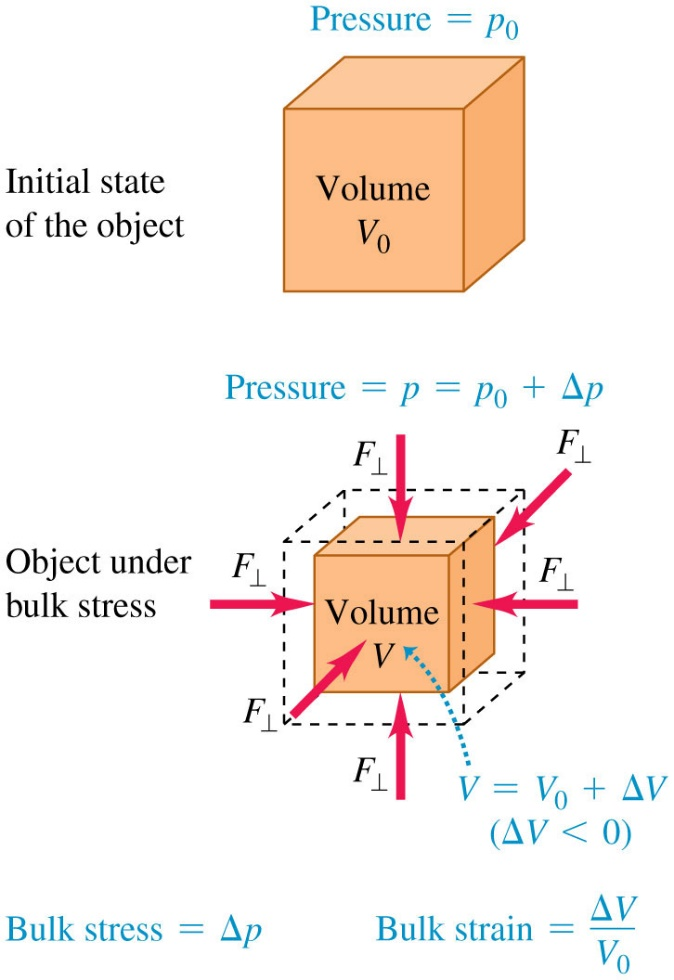 Pressure = p₀
Initial state
of the object
Volume
V₀
Pressure = p = p₀ + Δp
F⊥
F⊥
Object under
bulk stress
F⊥
F⊥
Volume
V
F⊥
F⊥
V = V₀ + ΔV
(ΔV < 0)
Bulk stress = Δp
Bulk strain = ΔV/V₀